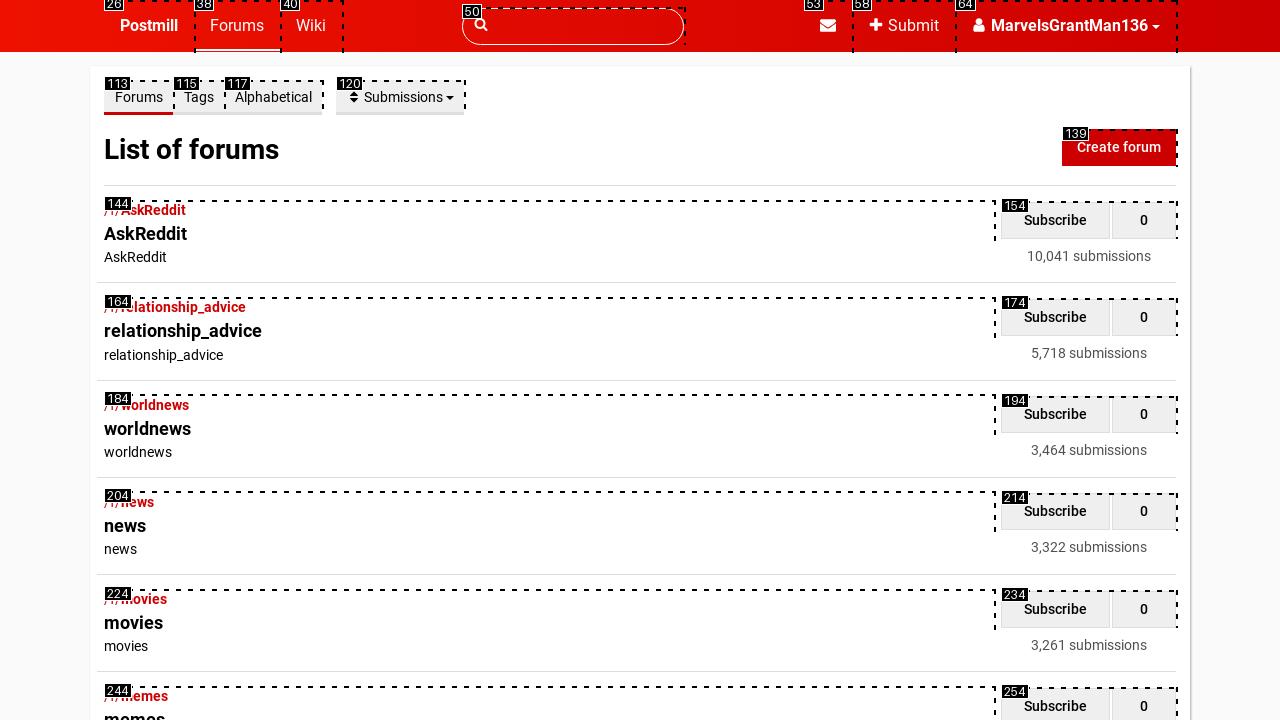 26 38 40 50 53 58 64
Postmill Forums Wiki Submit MarvelsGrantMan136
113 115 117 120
Forums Tags Alphabetical Submissions
List of forums
139
Create forum
144 154
AskReddit
Subscribe 0
AskReddit
AskReddit
10,041 submissions
164 174
relationship_advice
Subscribe 0
relationship_advice
relationship_advice
5,718 submissions
184 194
worldnews
Subscribe 0
worldnews
worldnews
3,464 submissions
204 214
news
Subscribe 0
news
news
3,322 submissions
224 234
movies
Subscribe 0
movies
movies
3,261 submissions
244 254
memes
Subscribe 0
memes